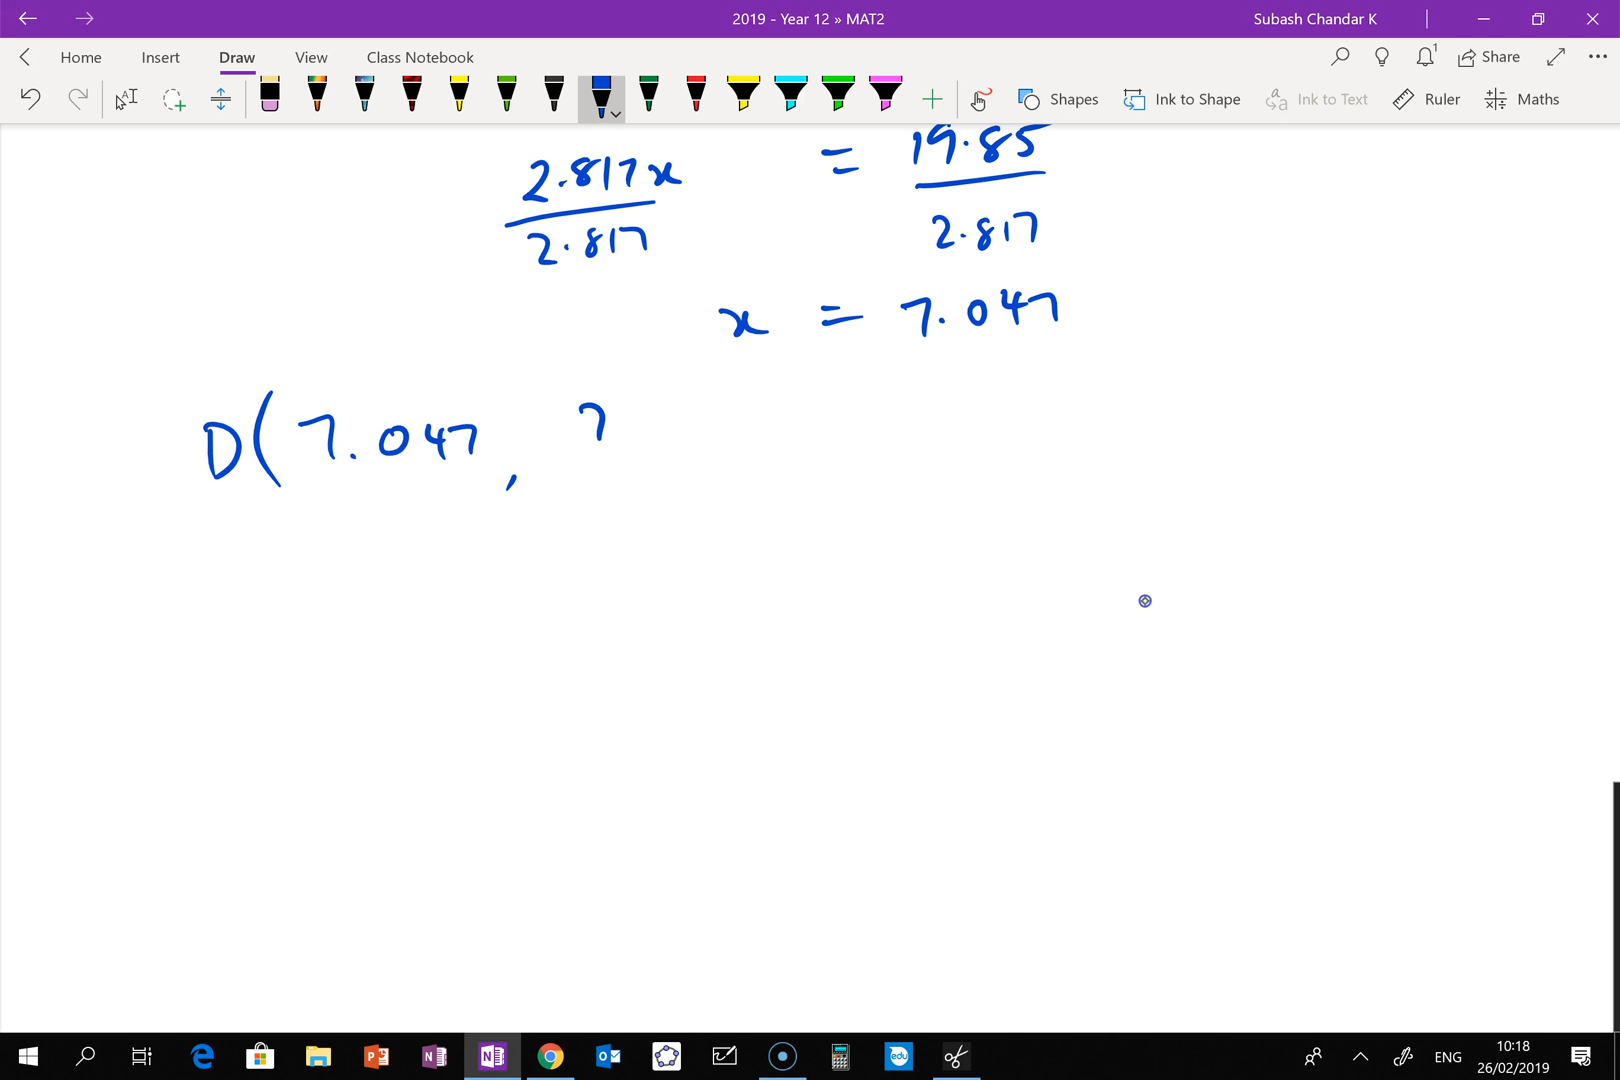 2019 - Year 12 » MAT2
Subash Chandar K
Home Insert Draw View Class Notebook
1 Share
Shapes Ink to Shape Ink to Text Ruler Maths
2.817x = 19.85
2.817 2.817
x = 7.047
D(7.047, ?
ENG 10:18
26/02/2019